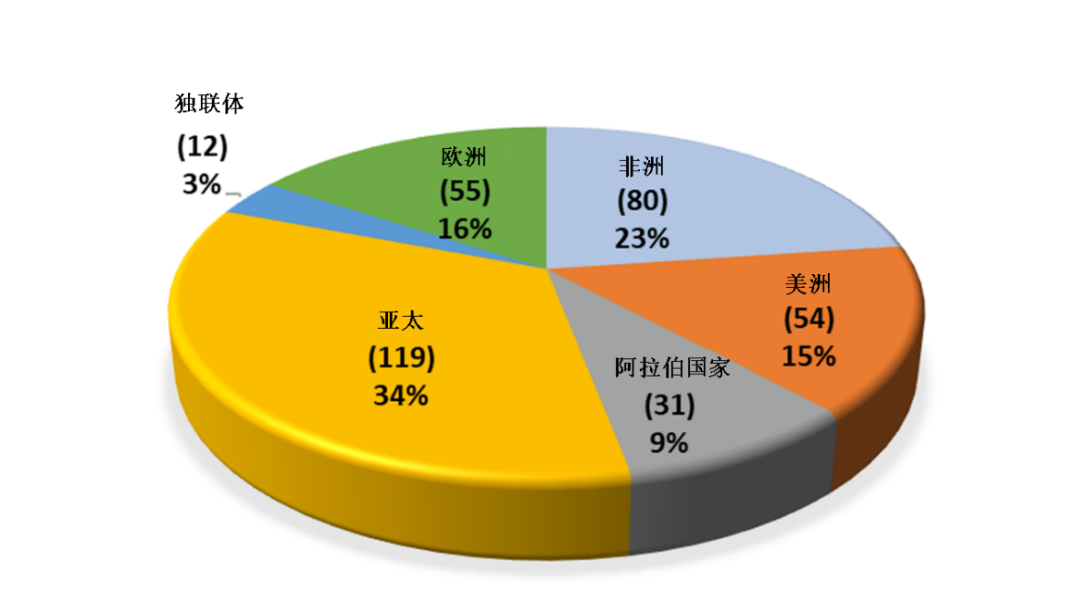 独联体
(12)
3%
欧洲
(55)
16%
非洲
(80)
23%
美洲
(54)
15%
亚太
(119)
34%
阿拉伯国家
(31)
9%